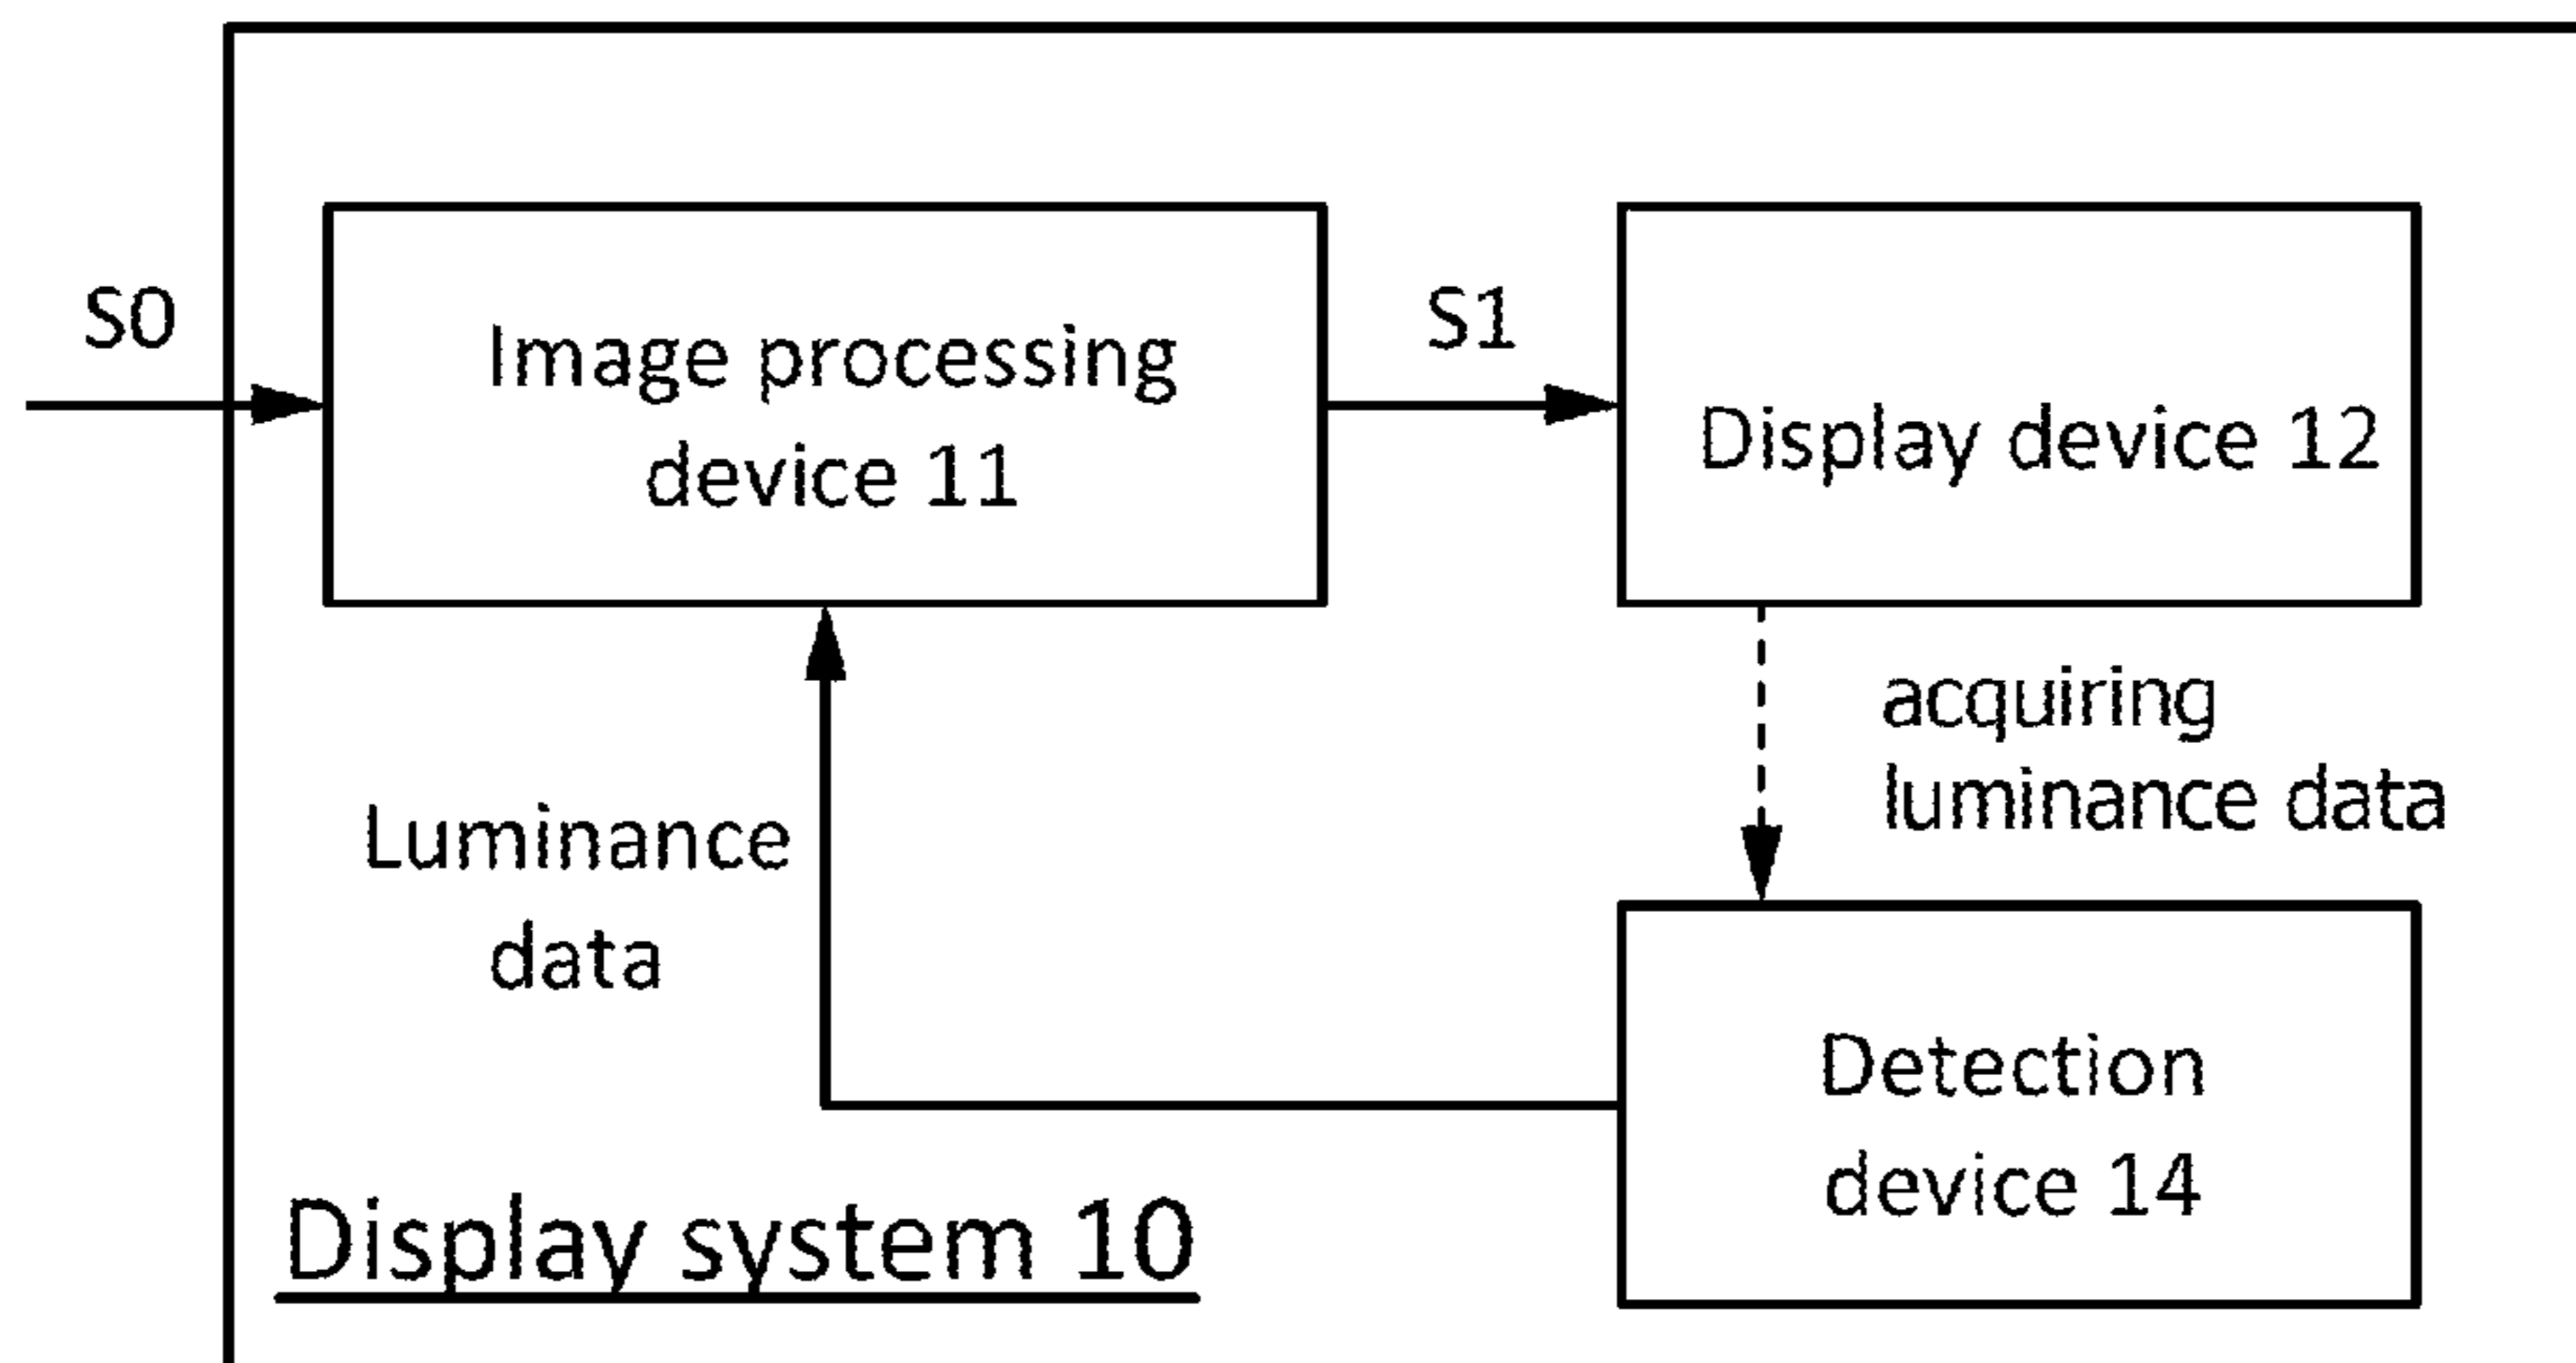 S0
Image processing
device 11
S1
Display device 12
acquiring
luminance data
Luminance
data
Detection
device 14
Display system 10